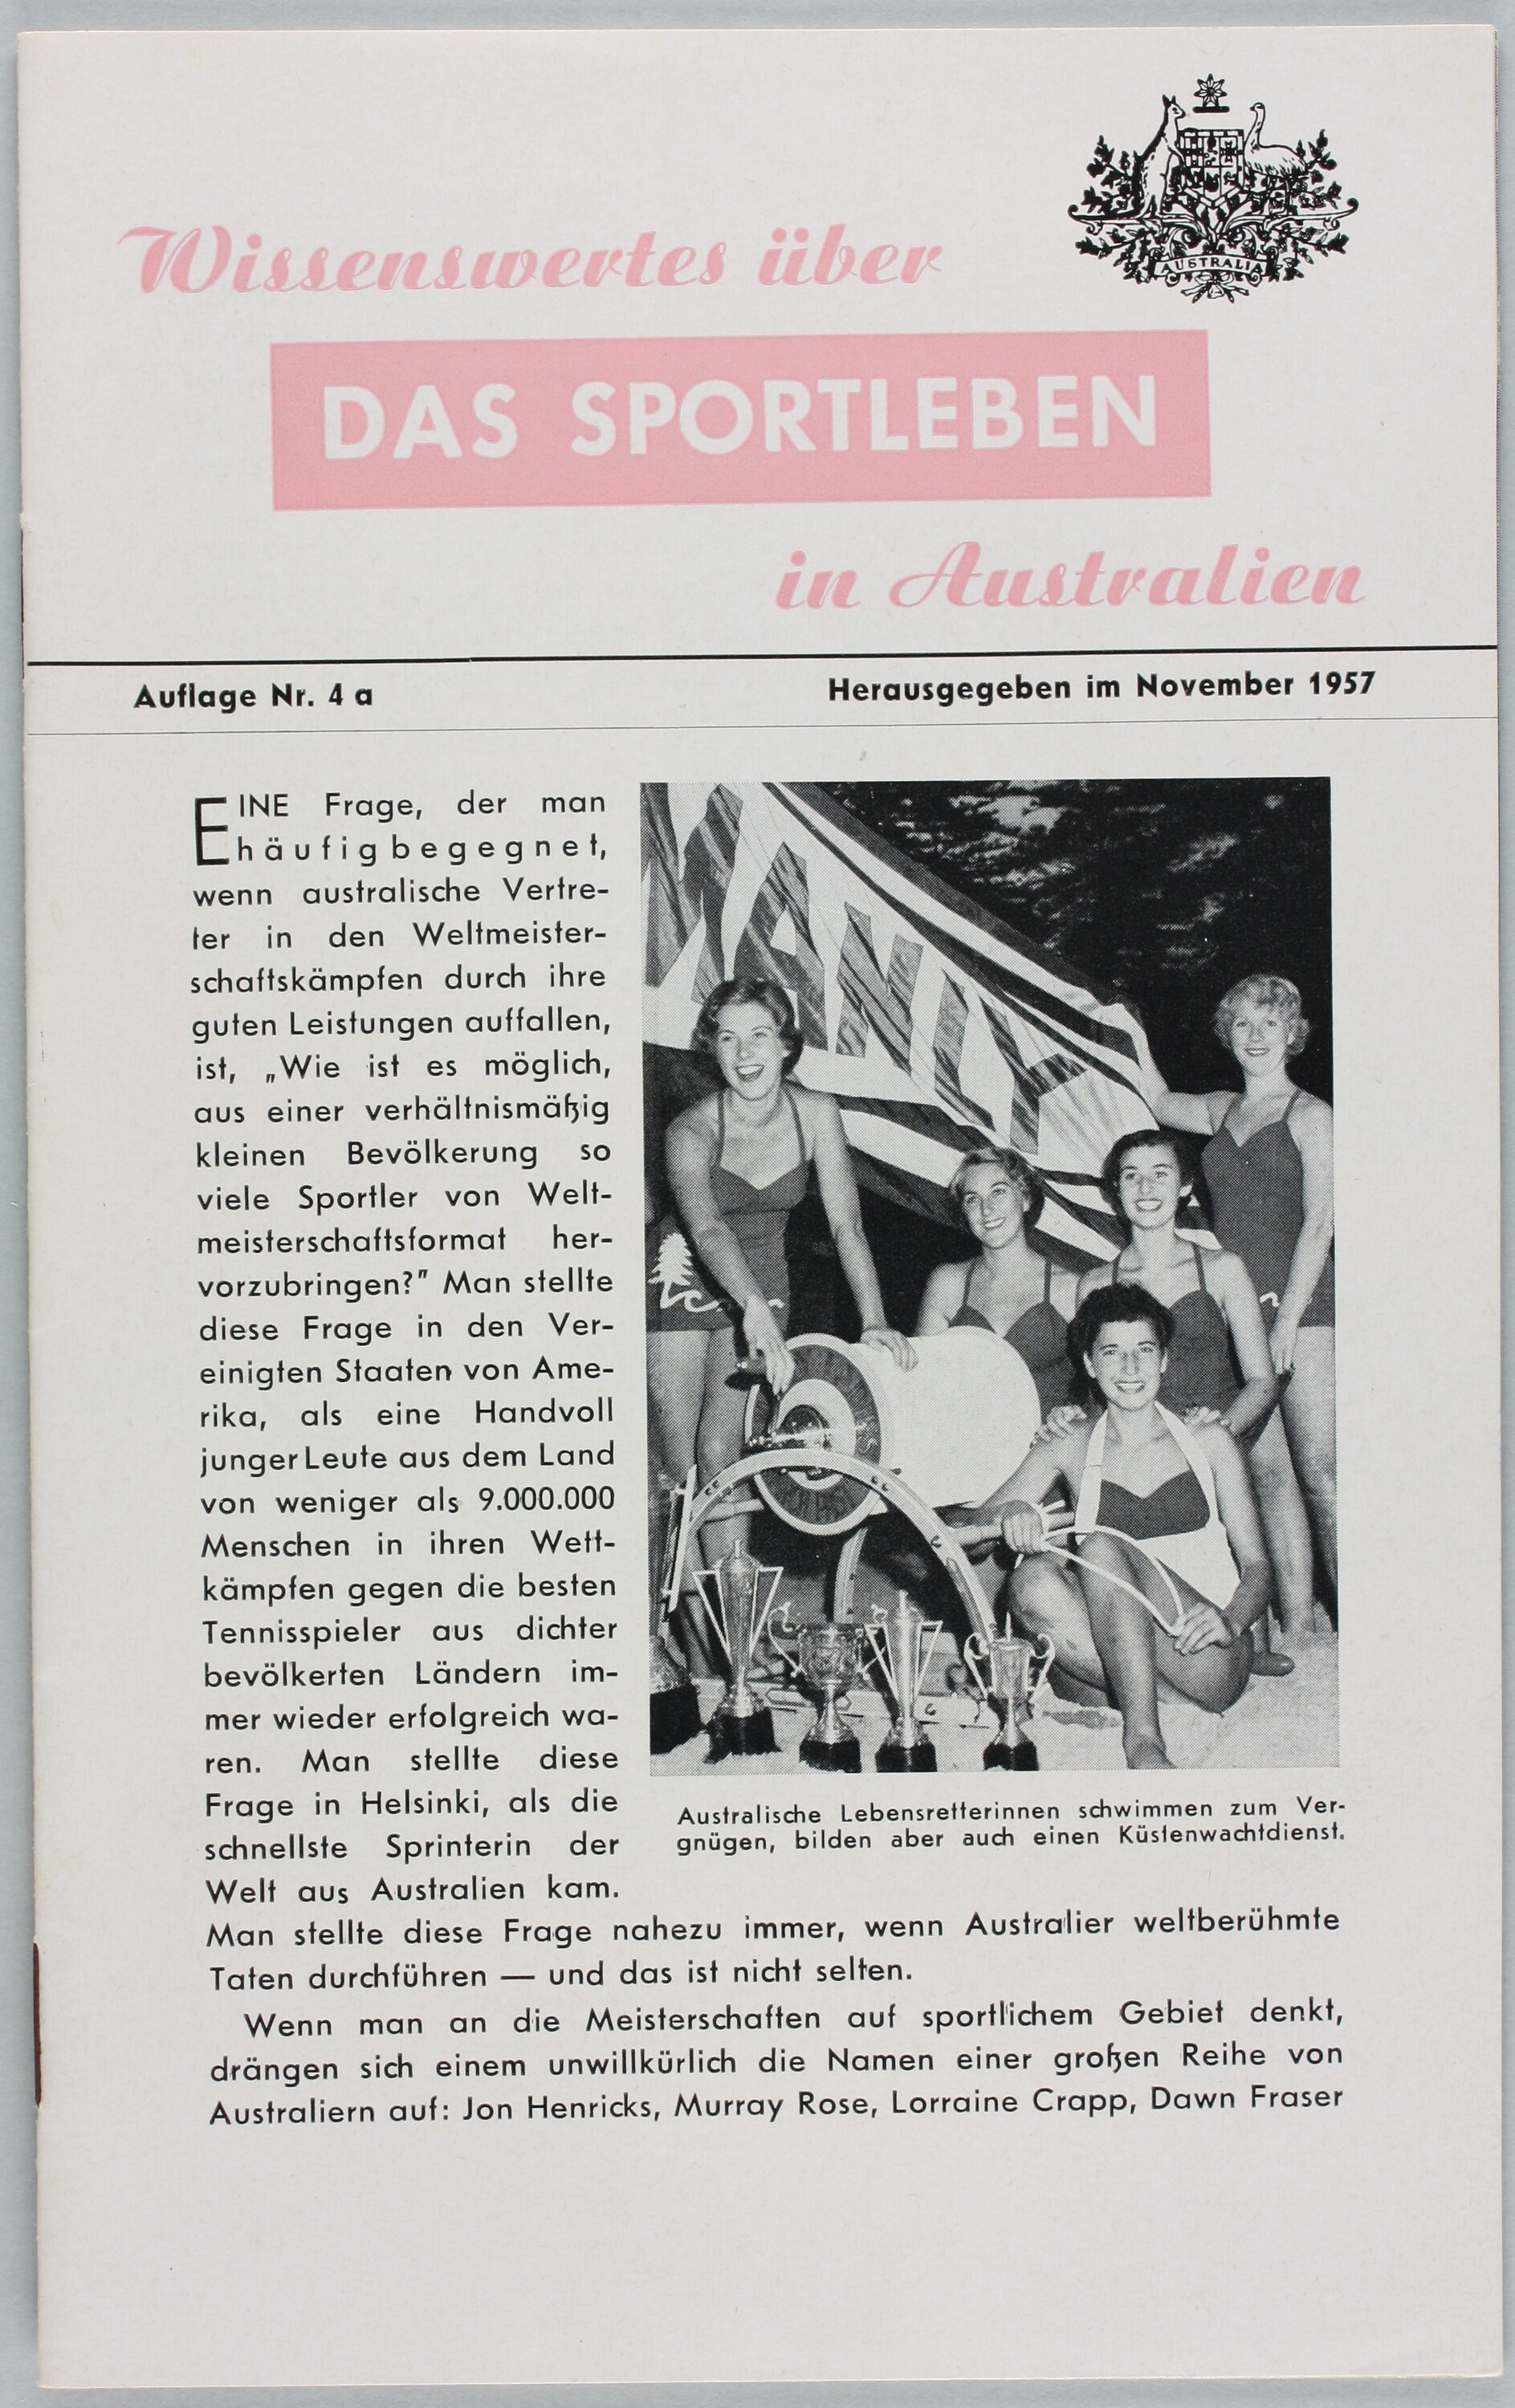 AUSTRALIA
Wissenswertes über
DAS SPORTLEBEN
in Australien
Auflage Nr. 4 a
Herausgegeben im November 1957
EINE Frage, der man
häufig begegnet,
wenn australische Vertre-
ter in den Weltmeister-
schaftskämpfen durch ihre
guten Leistungen auffallen,
ist, „Wie ist es möglich,
aus einer verhältnismäßig
kleinen Bevölkerung so
viele Sportler von Welt-
meisterschaftsformat her-
vorzubringen?" Man stellte
diese Frage in den Ver-
einigten Staaten von Ame-
rika, als eine Handvoll
junger Leute aus dem Land
von weniger als 9.000.000
Menschen in ihren Wett-
kämpfen gegen die besten
Tennisspieler aus dichter
bevölkerten Ländern im-
mer wieder erfolgreich wa-
ren. Man stellte diese
Frage in Helsinki, als die
schnellste Sprinterin der
Welt aus Australien kam.
Man stellte diese Frage nahezu immer, wenn Australier weltberühmte
Taten durchführen — und das ist nicht selten.
Wenn man an die Meisterschaften auf sportlichem Gebiet denkt,
drängen sich einem unwillkürlich die Namen einer großen Reihe von
Australiern auf: Jon Henricks, Murray Rose, Lorraine Crapp, Dawn Fraser
Australische Lebensretterinnen schwimmen zum Ver-
gnügen, bilden aber auch einen Küstenwachtdienst.